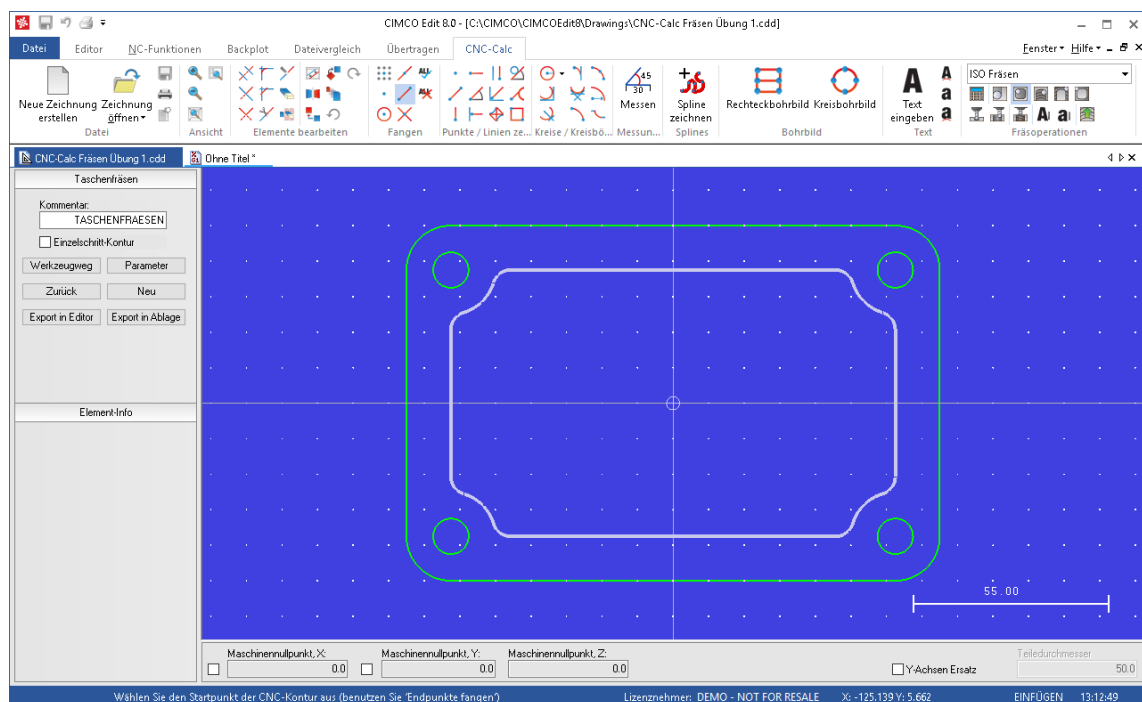 CIMCO Edit 8.0 - [C:\CIMCO\CIMCOEdit8\Drawings\CNC-Calc Fräsen Übung 1.cdd]
Datei Editor NC-Funktionen Backplot Dateivergleich Übertragen CNC-Calc Fenster Hilfe
Neue Zeichnung erstellen
Zeichnung öffnen
45
30
Messen
Spline zeichnen
Rechteckbohrbild
Kreisbohrbild
A
Text eingeben
A
a
a
ISO Fräsen
A
a
Datei Ansicht Elemente bearbeiten Fangen Punkte / Linien ze... Kreise / Kreisbö... Messun... Splines Bohrbild Text Fräsoperationen
CNC-Calc Fräsen Übung 1.cdd Ohne Titel *
Taschenfräsen
Kommentar:
TASCHENFRAESEN
Einzelschritt-Kontur
Werkzeugweg Parameter
Zurück Neu
Export in Editor Export in Ablage
Element-Info
55.00
Maschinennullpunkt, X: Maschinennullpunkt, Y: Maschinennullpunkt, Z: Teiledurchmesser
0.0 0.0 0.0 Y-Achsen Ersatz 50.0
Wählen Sie den Startpunkt der CNC-Kontur aus (benutzen Sie 'Endpunkte fangen') Lizenznehmer: DEMO - NOT FOR RESALE X: -125.139 Y: 5.662 EINFÜGEN 13:12:49